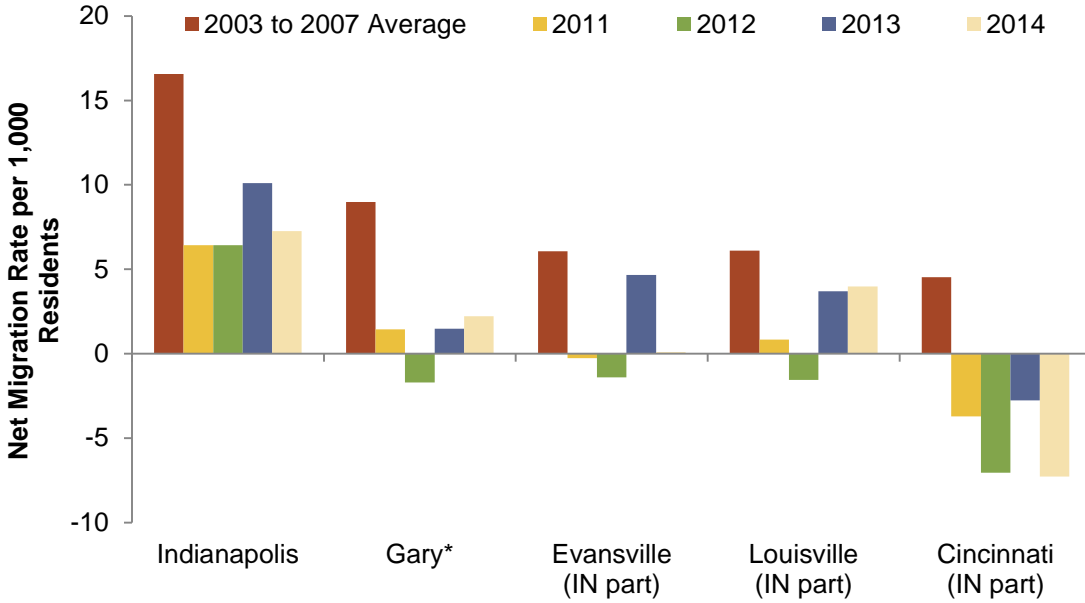 2003 to 2007 Average 2011 2012 2013 2014
Net Migration Rate per 1,000
Residents
20
15
10
5
0
-5
-10
Indianapolis Gary* Evansville Louisville Cincinnati
(IN part) (IN part) (IN part)